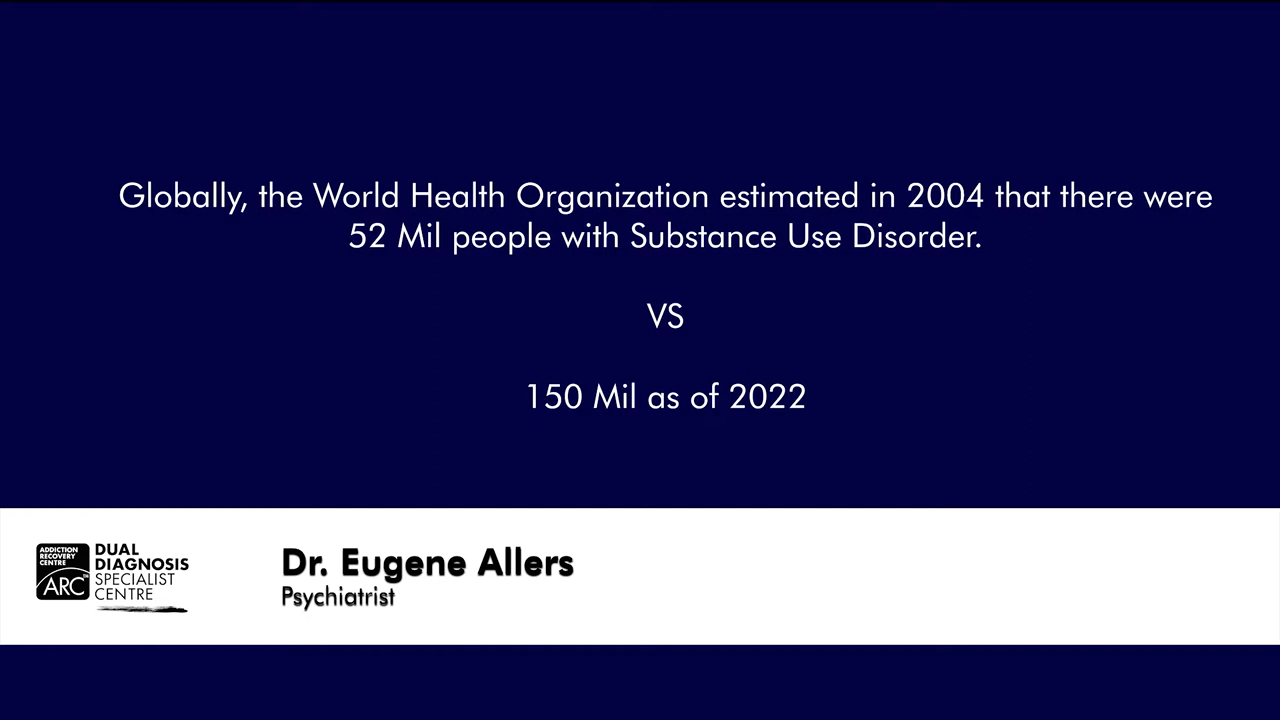 Globally, the World Health Organization estimated in 2004 that there were
52 Mil people with Substance Use Disorder.
VS
150 Mil as of 2022
ADDICTION
RECOVERY
CENTRE
ARC™
DUAL
DIAGNOSIS
SPECIALIST
CENTRE
Dr. Eugene Allers
Psychiatrist